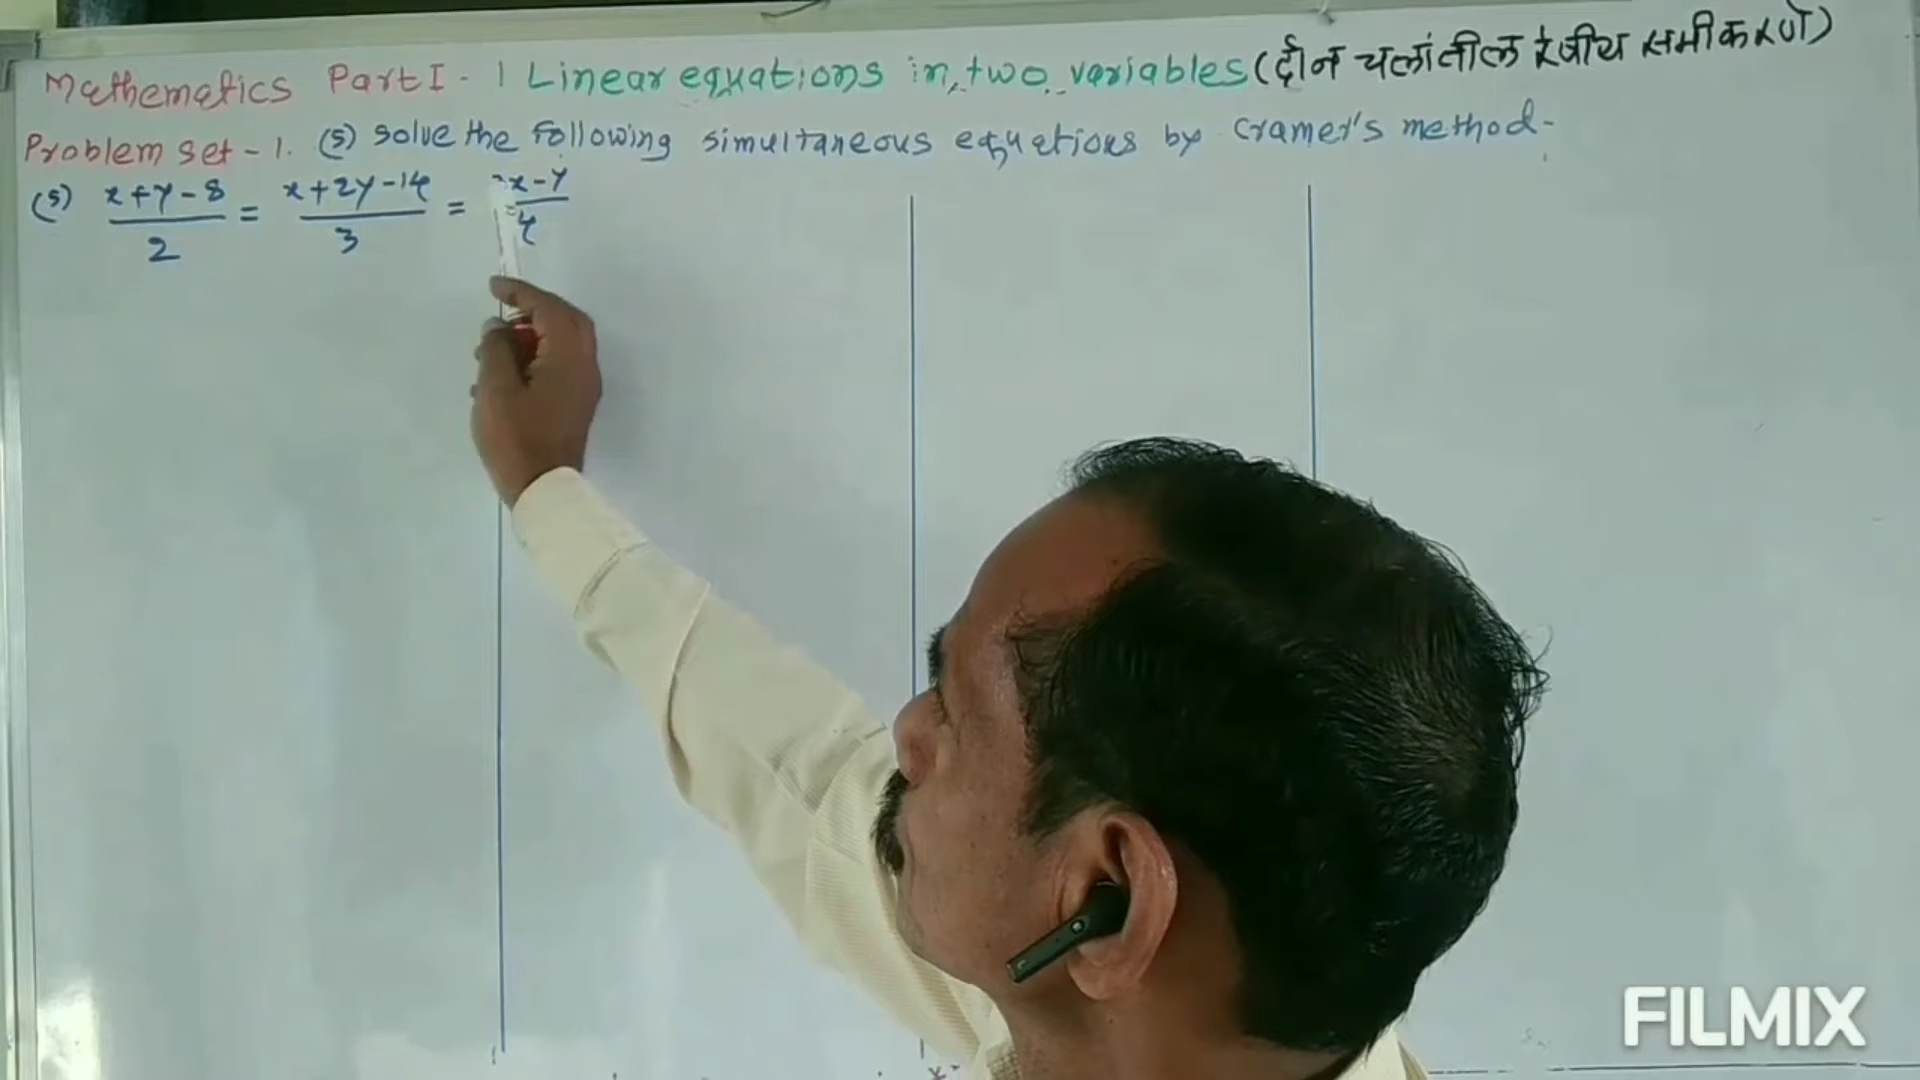 Mathematics Part I - 1 Linear equations in two variables (दोन चलांतील रेषीय समीकरणे)
Problem set - 1. (5) solve the following simultaneous equations by Cramer's method-
(5) x+y-8/2 = x+2y-14/3 = 3x-y/4
FILMIX